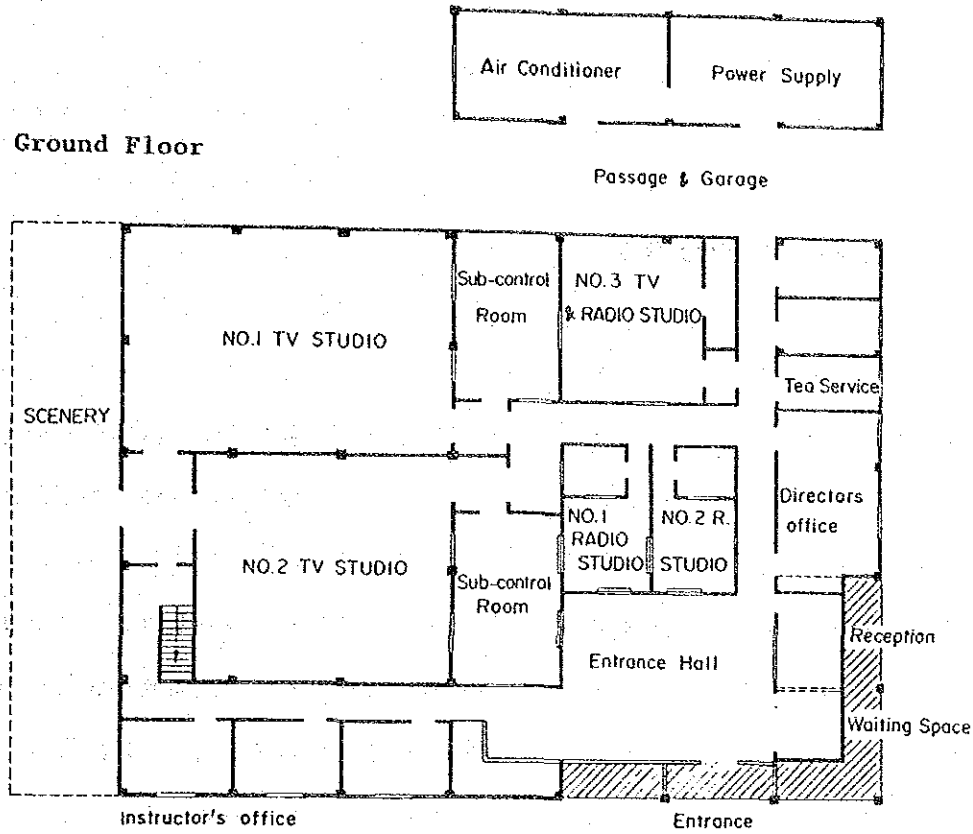 Air Conditioner
Power Supply
Ground Floor
Passage & Garage
Sub-control
Room
NO.3 TV
& RADIO STUDIO
NO.1 TV STUDIO
Tea Service
SCENERY
Directors
office
NO.1
RADIO
STUDIO
NO.2 R.
STUDIO
NO.2 TV STUDIO
Sub-control
Room
Reception
Entrance Hall
Waiting Space
Instructor's office
Entrance